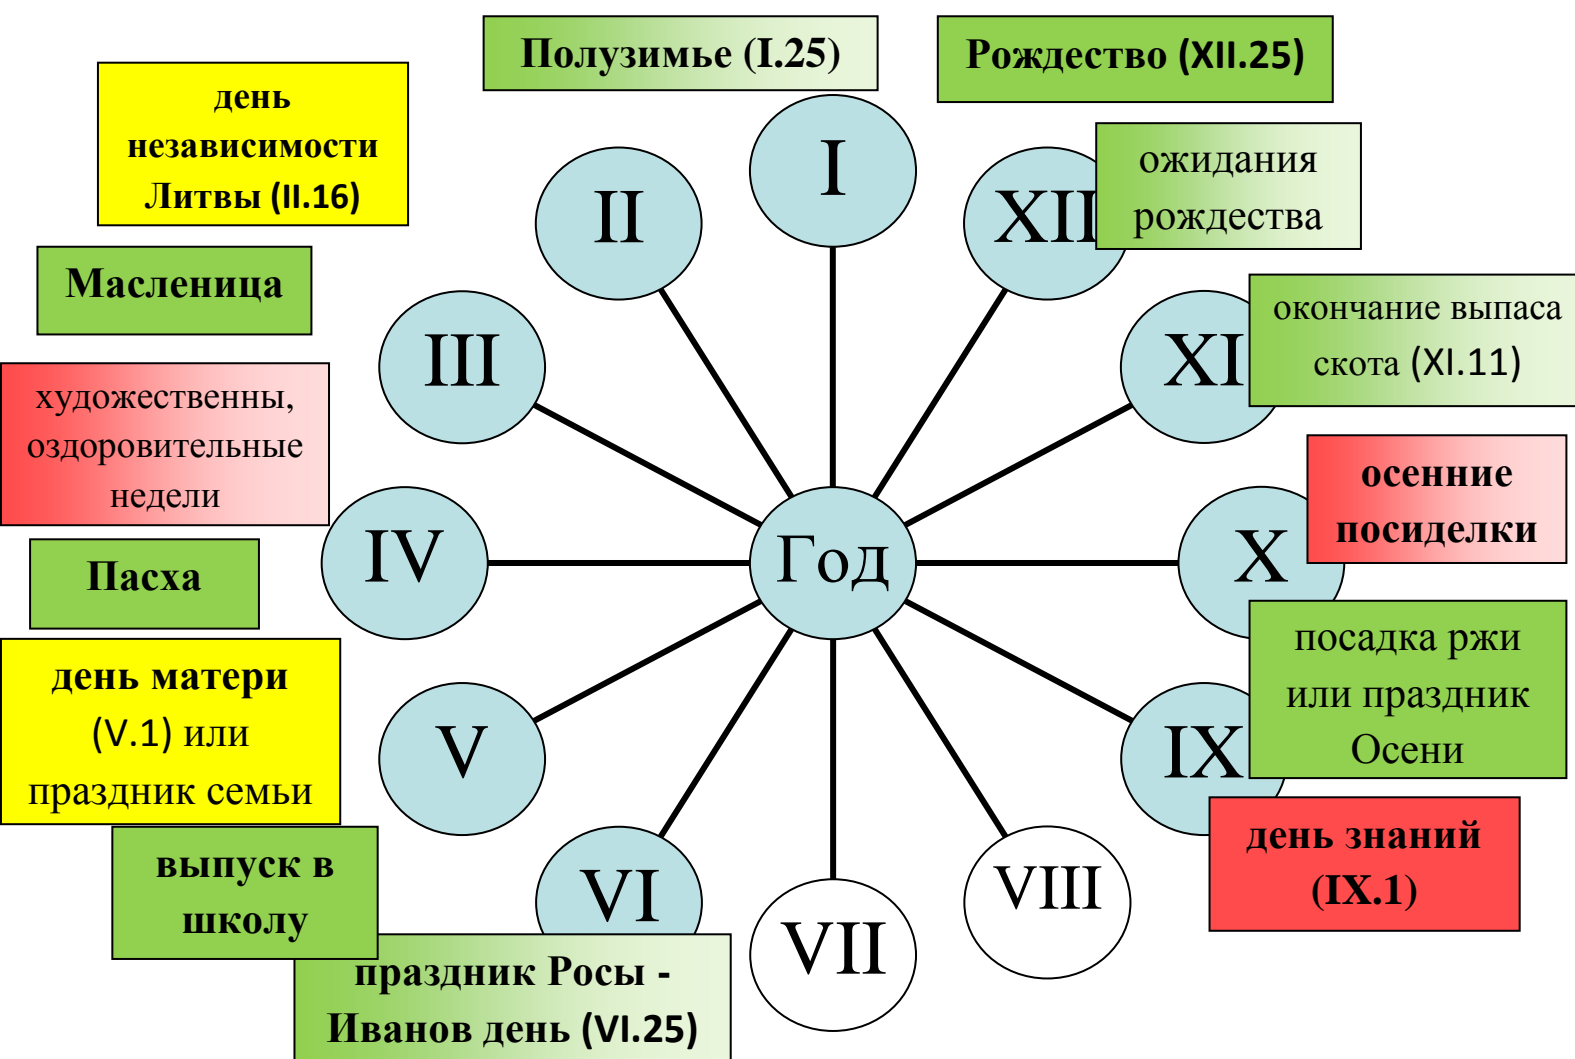 Полузимье (I.25)
Рождество (XII.25)
день
независимости
Литвы (II.16)
ожидания
рождества
Масленица
окончание выпаса
скота (XI.11)
художественны,
оздоровительные
недели
осенние
посиделки
Пасха
посадка ржи
или праздник
Осени
день матери
(V.1) или
праздник семьи
день знаний
(IX.1)
выпуск в
школу
праздник Росы -
Иванов день (VI.25)
I
II
III
IV
V
VI
VII
VIII
IX
X
XI
XII
Год